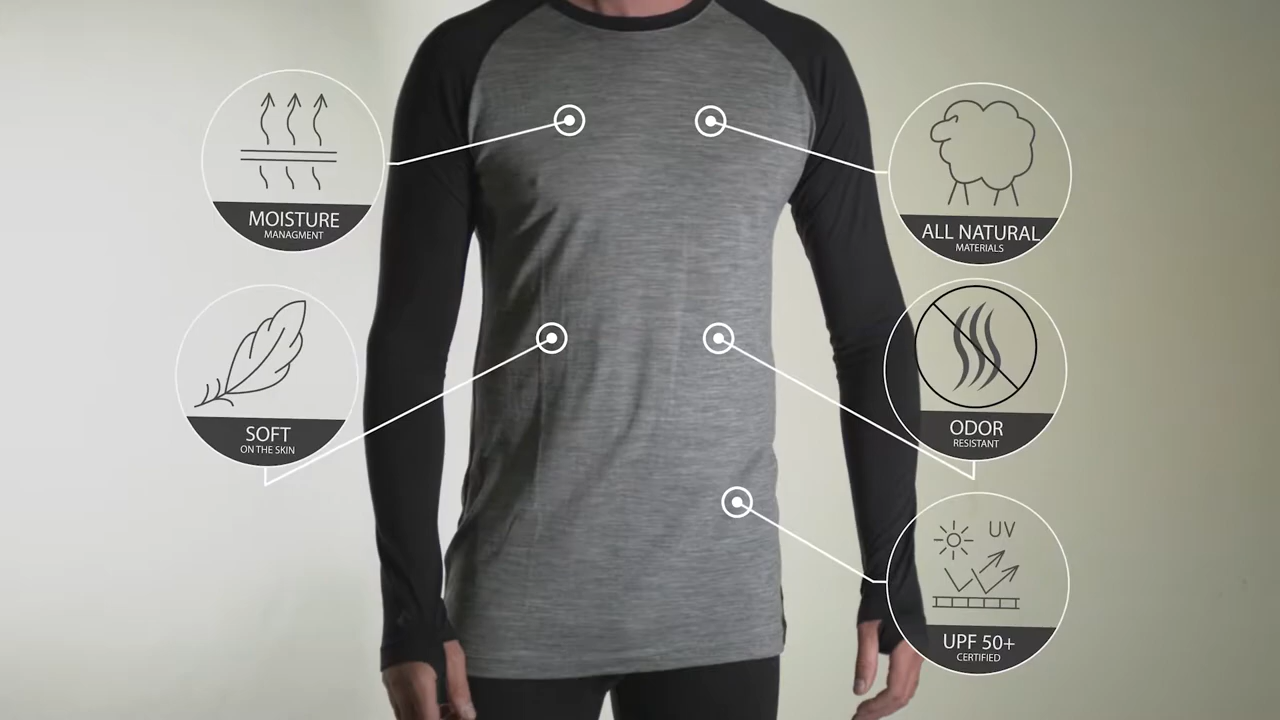 MOISTURE
MANAGMENT
ALL NATURAL
MATERIALS
SOFT
ON THE SKIN
ODOR
RESISTANT
UV
UPF 50+
CERTIFIED